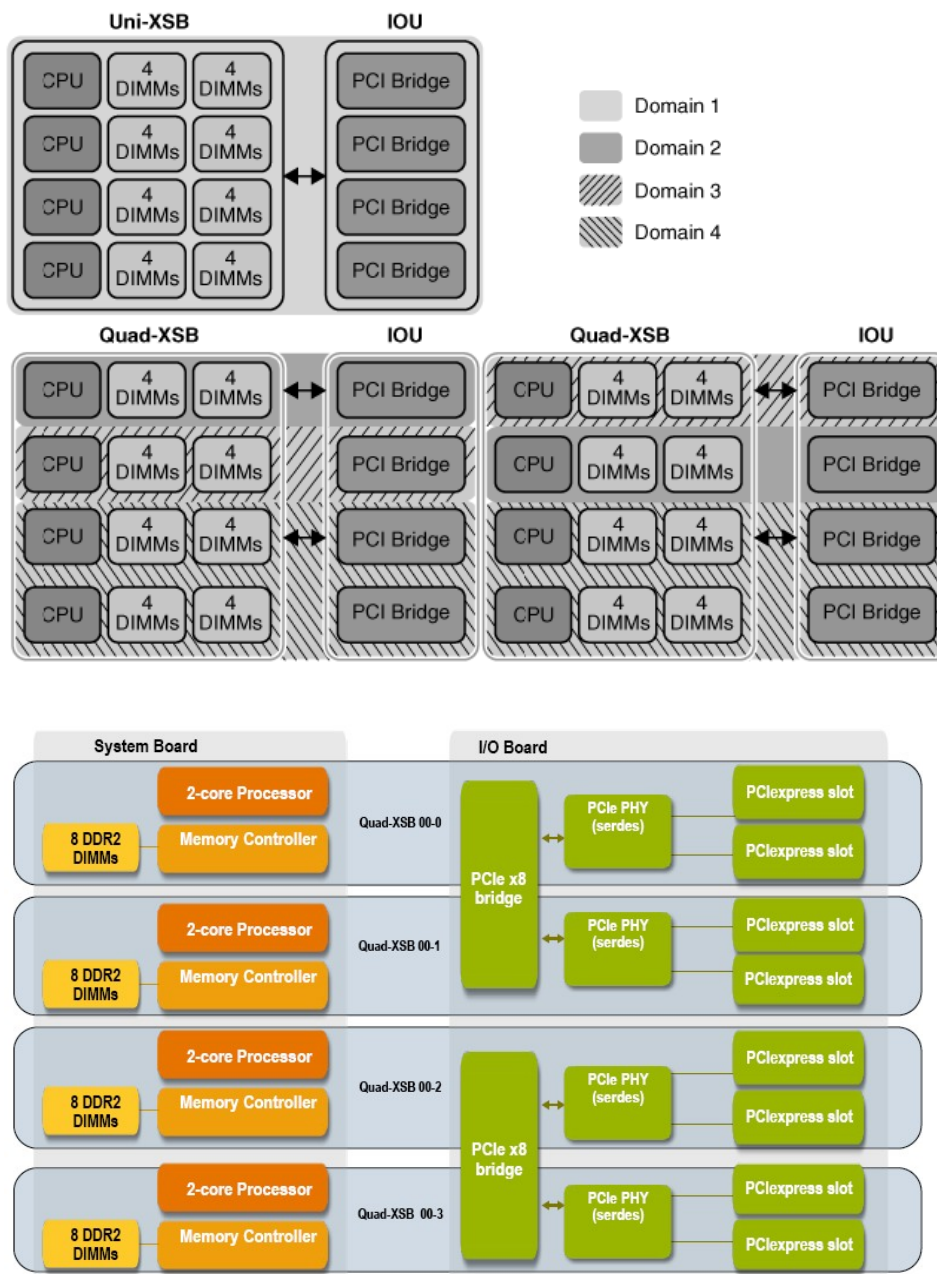 Uni-XSB
IOU
CPU
4
DIMMs
4
DIMMs
PCI Bridge
CPU
4
DIMMs
4
DIMMs
PCI Bridge
CPU
4
DIMMs
4
DIMMs
PCI Bridge
CPU
4
DIMMs
4
DIMMs
PCI Bridge
Domain 1
Domain 2
Domain 3
Domain 4
Quad-XSB
IOU
CPU
4
DIMMs
4
DIMMs
PCI Bridge
CPU
4
DIMMs
4
DIMMs
PCI Bridge
CPU
4
DIMMs
4
DIMMs
PCI Bridge
CPU
4
DIMMs
4
DIMMs
PCI Bridge
Quad-XSB
IOU
CPU
4
DIMMs
4
DIMMs
PCI Bridge
CPU
4
DIMMs
4
DIMMs
PCI Bridge
CPU
4
DIMMs
4
DIMMs
PCI Bridge
CPU
4
DIMMs
4
DIMMs
PCI Bridge
System Board
I/O Board
2-core Processor
Memory Controller
8 DDR2
DIMMs
Quad-XSB 00-0
PCIe x8
bridge
PCIe PHY
(serdes)
PCIexpress slot
PCIexpress slot
2-core Processor
Memory Controller
8 DDR2
DIMMs
Quad-XSB 00-1
PCIe PHY
(serdes)
PCIexpress slot
PCIexpress slot
2-core Processor
Memory Controller
8 DDR2
DIMMs
Quad-XSB 00-2
PCIe x8
bridge
PCIe PHY
(serdes)
PCIexpress slot
PCIexpress slot
2-core Processor
Memory Controller
8 DDR2
DIMMs
Quad-XSB 00-3
PCIe PHY
(serdes)
PCIexpress slot
PCIexpress slot